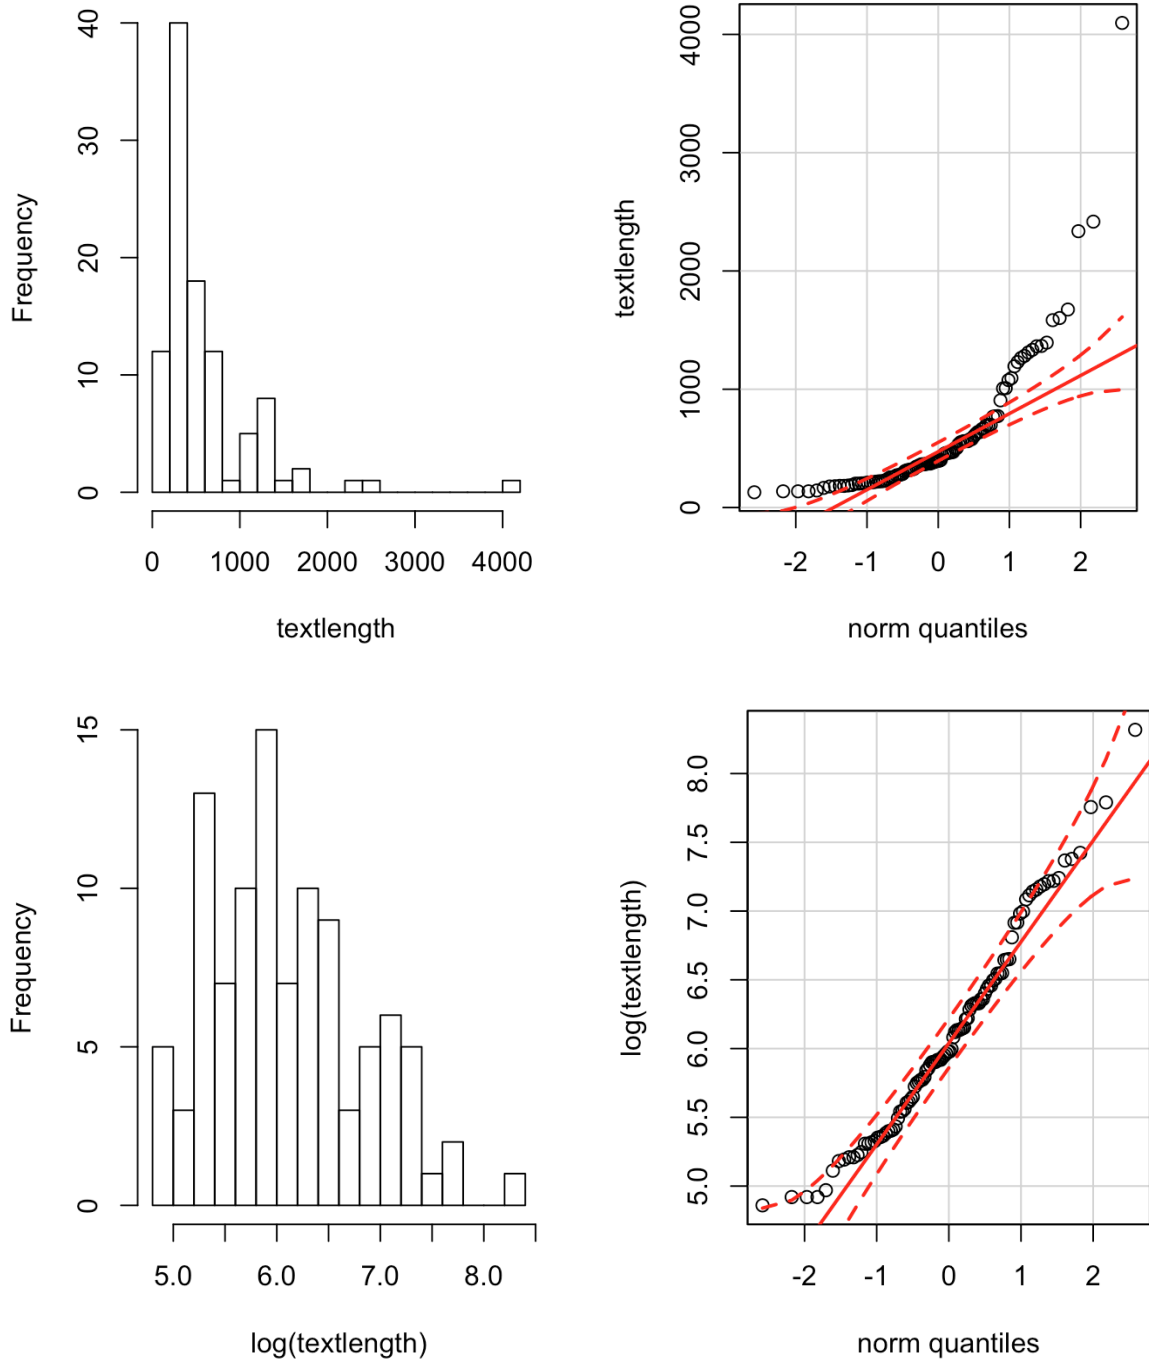 Frequency
40
30
20
10
0
0 1000 2000 3000 4000
textlength
textlength
4000
3000
2000
1000
0
-2 -1 0 1 2
norm quantiles
Frequency
15
10
5
0
5.0 6.0 7.0 8.0
log(textlength)
log(textlength)
8.0
7.5
7.0
6.5
6.0
5.5
5.0
-2 -1 0 1 2
norm quantiles